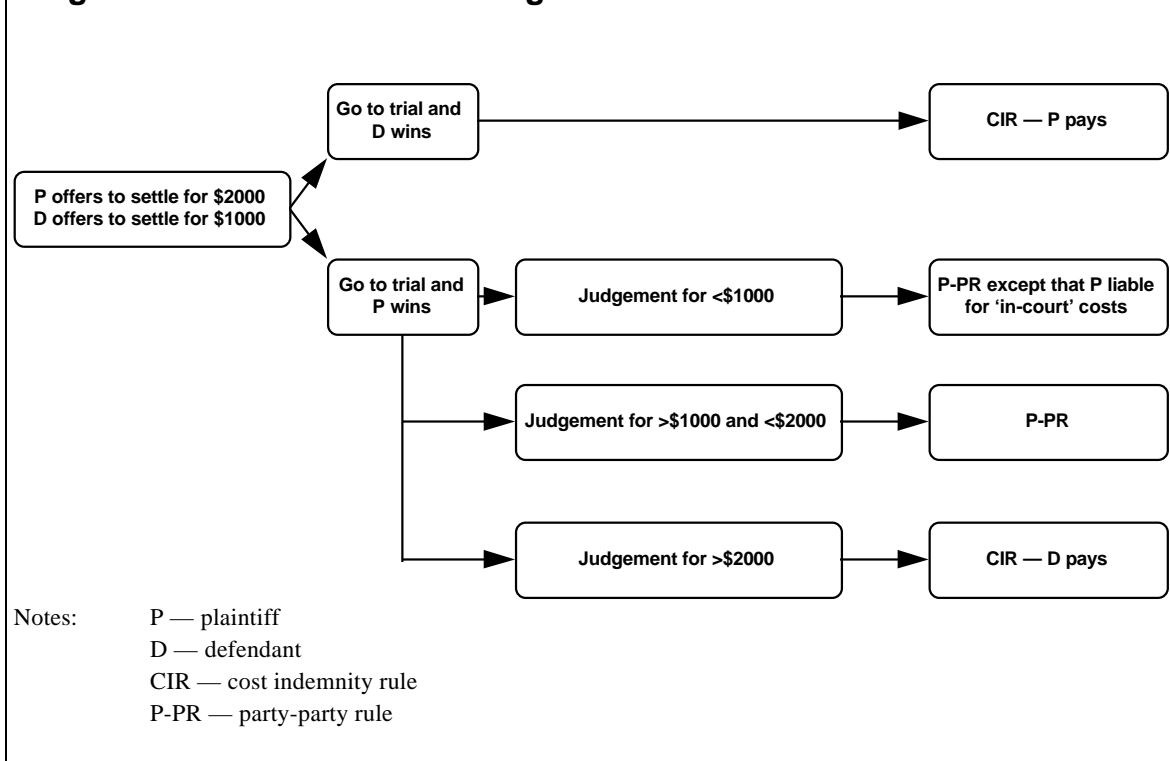 Go to trial and
D wins
CIR — P pays
P offers to settle for $2000
D offers to settle for $1000
Go to trial and
P wins
Judgement for <$1000
P-PR except that P liable
for ‘in-court’ costs
Judgement for >$1000 and <$2000
P-PR
Judgement for >$2000
CIR — D pays
Notes: P — plaintiff
D — defendant
CIR — cost indemnity rule
P-PR — party-party rule